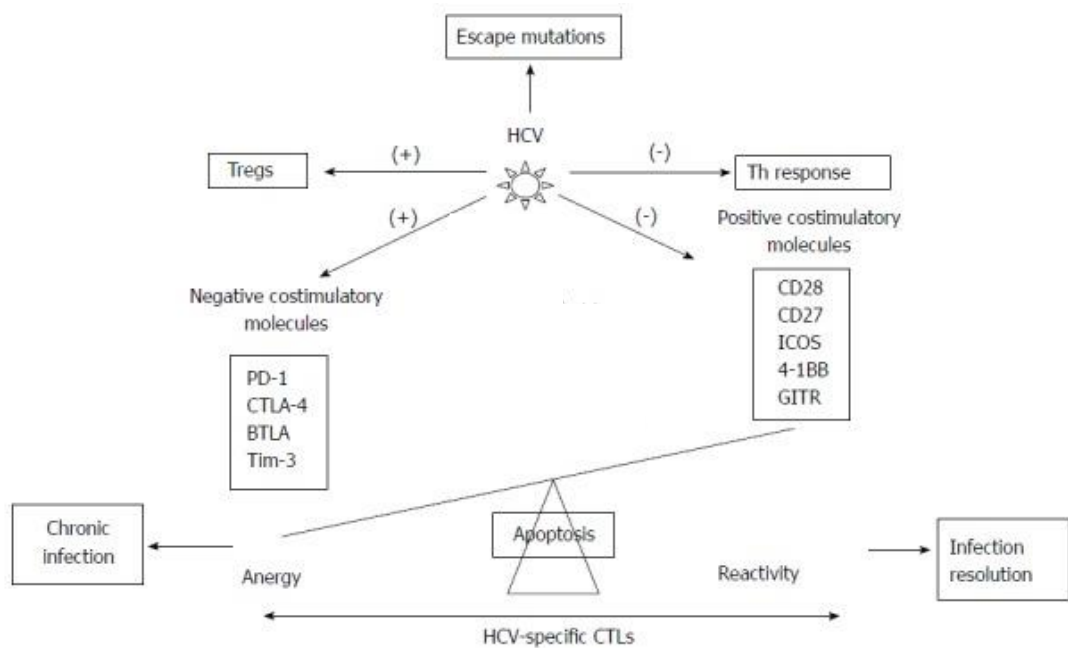 Escape mutations
HCV
(+)
(-)
Tregs
Th response
(+)
(-)
Positive costimulatory
molecules
Negative costimulatory
molecules
CD28
CD27
ICOS
4-1BB
GITR
PD-1
CTLA-4
BTLA
Tim-3
Chronic
infection
Apoptosis
Infection
resolution
Anergy
Reactivity
HCV-specific CTLs